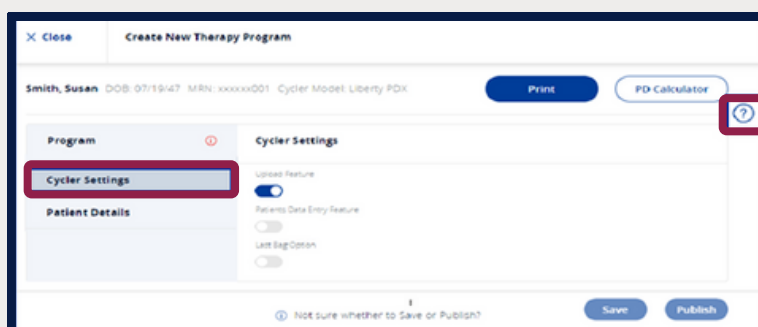 × Close Create New Therapy Program
Smith, Susan DOB: 07/19/47 MRN: xxxxxx001 Cycler Model: Liberty PDX Print PD Calculator
?
Program Cycler Settings
Cycler Settings Upload Feature
Patients Data Entry Feature
Patient Details
Last Bag Option
Not sure whether to Save or Publish? Save Publish